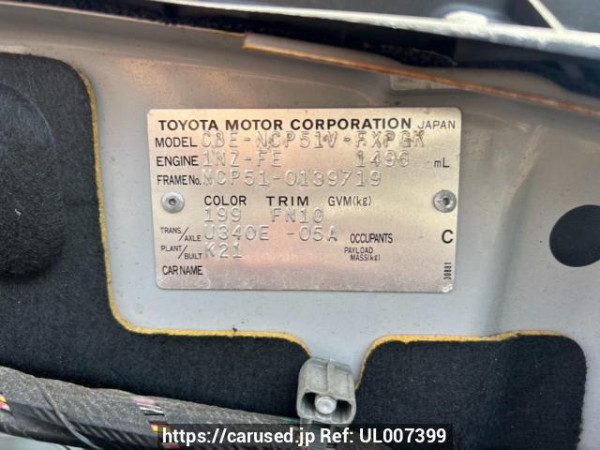 TOYOTA MOTOR CORPORATION JAPAN
MODEL CBE-NCP51V-EXPGK
ENGINE 1NZ-FE 1496 mL
FRAME No. NCP51-0139719
COLOR TRIM GVM(kg)
199 FN10
TRANS/AXLE U340E -05A OCCUPANTS C
PLANT/BUILT K21 PAYLOAD MASS(kg)
CAR NAME
https://carused.jp Ref: UL007399